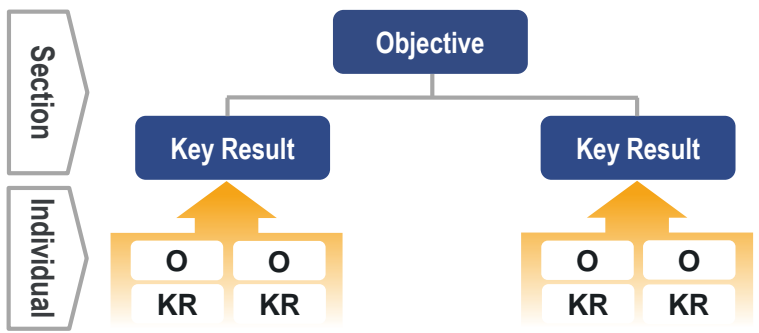 Section
Objective
Key Result Key Result
Individual
O O O O
KR KR KR KR